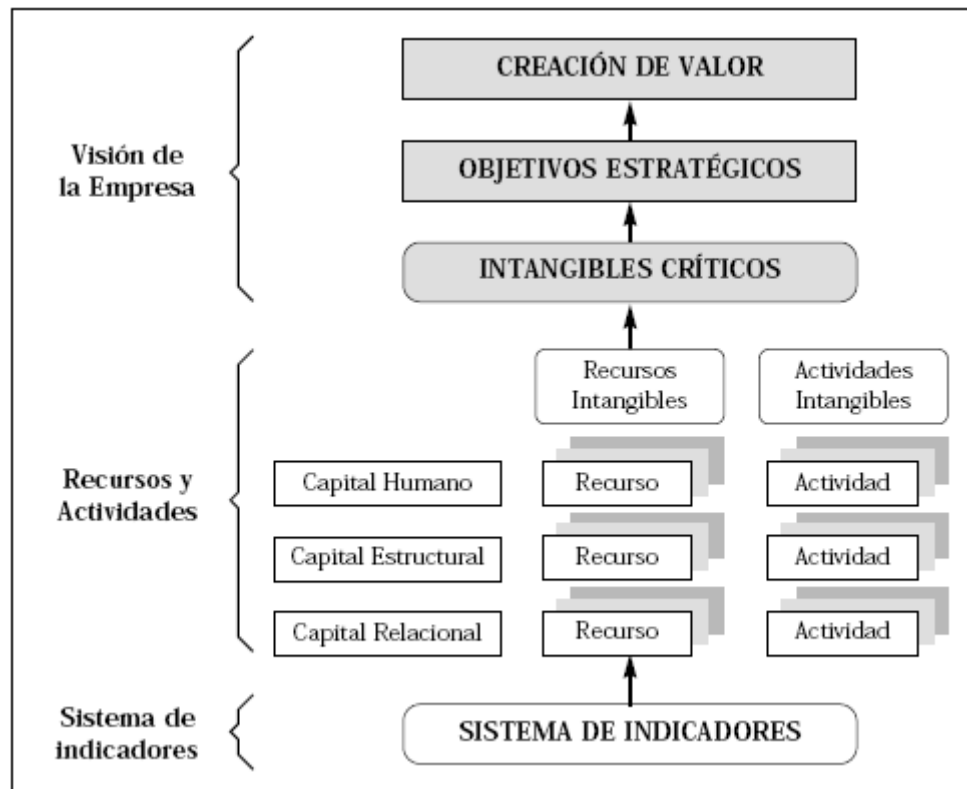 CREACIÓN DE VALOR
Visión de
la Empresa
OBJETIVOS ESTRATÉGICOS
INTANGIBLES CRÍTICOS
Recursos
Intangibles
Actividades
Intangibles
Recursos y
Actividades
Capital Humano
Recurso
Actividad
Capital Estructural
Recurso
Actividad
Capital Relacional
Recurso
Actividad
Sistema de
indicadores
SISTEMA DE INDICADORES